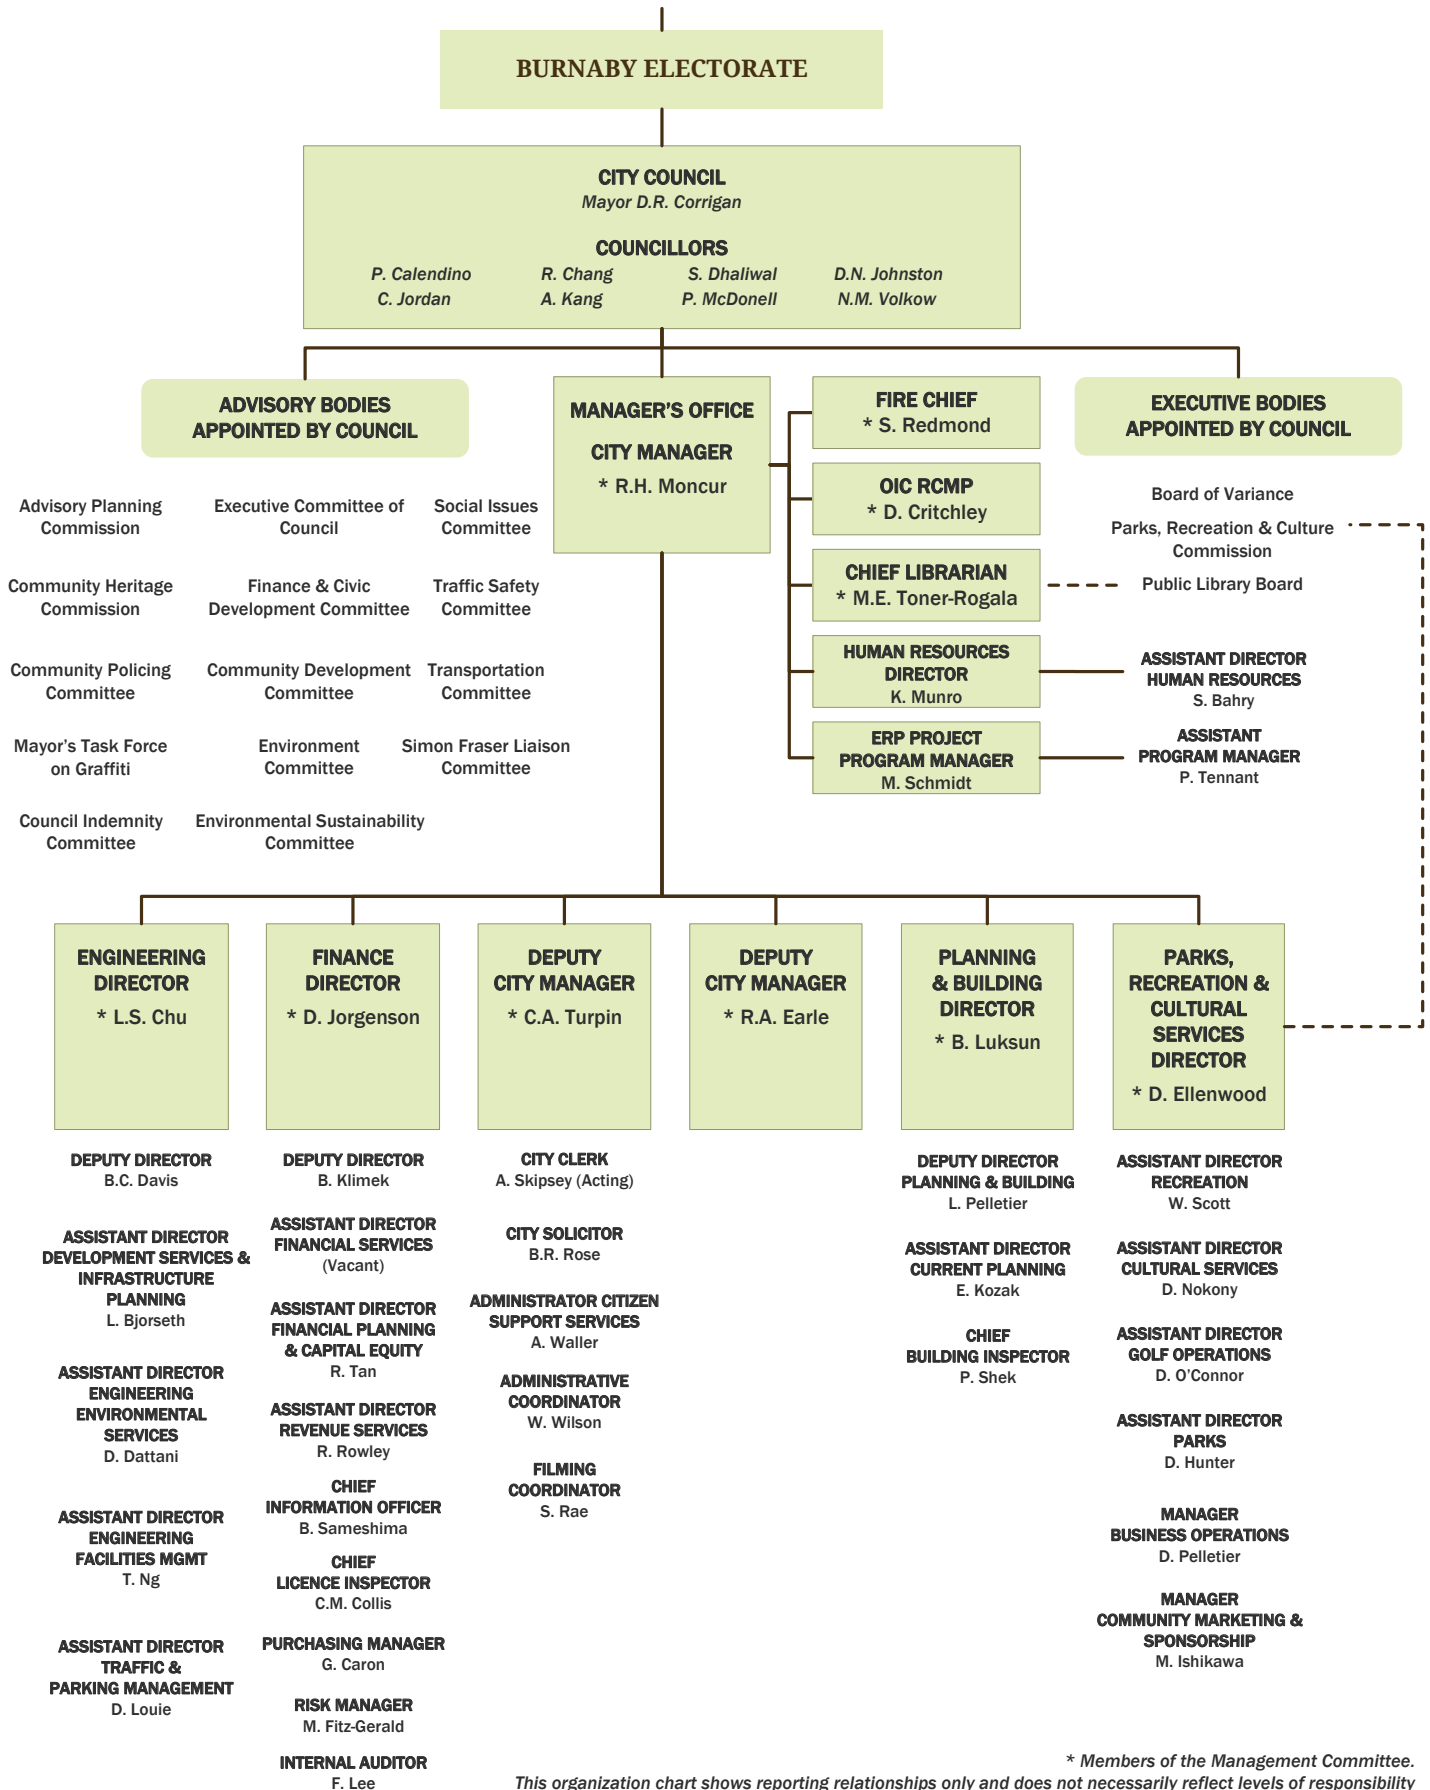 BURNABY ELECTORATE
CITY COUNCIL
Mayor D.R. Corrigan
COUNCILLORS
P. Calendino R. Chang S. Dhaliwal D.N. Johnston
C. Jordan A. Kang P. McDonell N.M. Volkow
ADVISORY BODIES
APPOINTED BY COUNCIL
Advisory Planning
Commission
Executive Committee of
Council
Social Issues
Committee
Community Heritage
Commission
Finance & Civic
Development Committee
Traffic Safety
Committee
Community Policing
Committee
Community Development
Committee
Transportation
Committee
Mayor's Task Force
on Graffiti
Environment
Committee
Simon Fraser Liaison
Committee
Council Indemnity
Committee
Environmental Sustainability
Committee
MANAGER'S OFFICE
CITY MANAGER
* R.H. Moncur
FIRE CHIEF
* S. Redmond
OIC RCMP
* D. Critchley
CHIEF LIBRARIAN
* M.E. Toner-Rogala
HUMAN RESOURCES
DIRECTOR
K. Munro
ERP PROJECT
PROGRAM MANAGER
M. Schmidt
EXECUTIVE BODIES
APPOINTED BY COUNCIL
Board of Variance
Parks, Recreation & Culture
Commission
Public Library Board
ASSISTANT DIRECTOR
HUMAN RESOURCES
S. Bahry
ASSISTANT
PROGRAM MANAGER
P. Tennant
ENGINEERING
DIRECTOR
* L.S. Chu
DEPUTY DIRECTOR
B.C. Davis
ASSISTANT DIRECTOR
DEVELOPMENT SERVICES &
INFRASTRUCTURE
PLANNING
L. Bjorseth
ASSISTANT DIRECTOR
ENGINEERING
ENVIRONMENTAL
SERVICES
D. Dattani
ASSISTANT DIRECTOR
ENGINEERING
FACILITIES MGMT
T. Ng
ASSISTANT DIRECTOR
TRAFFIC &
PARKING MANAGEMENT
D. Louie
FINANCE
DIRECTOR
* D. Jorgenson
DEPUTY DIRECTOR
B. Klimek
ASSISTANT DIRECTOR
FINANCIAL SERVICES
(Vacant)
ASSISTANT DIRECTOR
FINANCIAL PLANNING
& CAPITAL EQUITY
R. Tan
ASSISTANT DIRECTOR
REVENUE SERVICES
R. Rowley
CHIEF
INFORMATION OFFICER
B. Sameshima
CHIEF
LICENCE INSPECTOR
C.M. Collis
PURCHASING MANAGER
G. Caron
RISK MANAGER
M. Fitz-Gerald
INTERNAL AUDITOR
F. Lee
DEPUTY
CITY MANAGER
* C.A. Turpin
CITY CLERK
A. Skipsey (Acting)
CITY SOLICITOR
B.R. Rose
ADMINISTRATOR CITIZEN
SUPPORT SERVICES
A. Waller
ADMINISTRATIVE
COORDINATOR
W. Wilson
FILMING
COORDINATOR
S. Rae
DEPUTY
CITY MANAGER
* R.A. Earle
PLANNING
& BUILDING
DIRECTOR
* B. Luksun
DEPUTY DIRECTOR
PLANNING & BUILDING
L. Pelletier
ASSISTANT DIRECTOR
CURRENT PLANNING
E. Kozak
CHIEF
BUILDING INSPECTOR
P. Shek
PARKS,
RECREATION &
CULTURAL
SERVICES
DIRECTOR
* D. Ellenwood
ASSISTANT DIRECTOR
RECREATION
W. Scott
ASSISTANT DIRECTOR
CULTURAL SERVICES
D. Nokony
ASSISTANT DIRECTOR
GOLF OPERATIONS
D. O'Connor
ASSISTANT DIRECTOR
PARKS
D. Hunter
MANAGER
BUSINESS OPERATIONS
D. Pelletier
MANAGER
COMMUNITY MARKETING &
SPONSORSHIP
M. Ishikawa
* Members of the Management Committee.
This organization chart shows reporting relationships only and does not necessarily reflect levels of responsibility